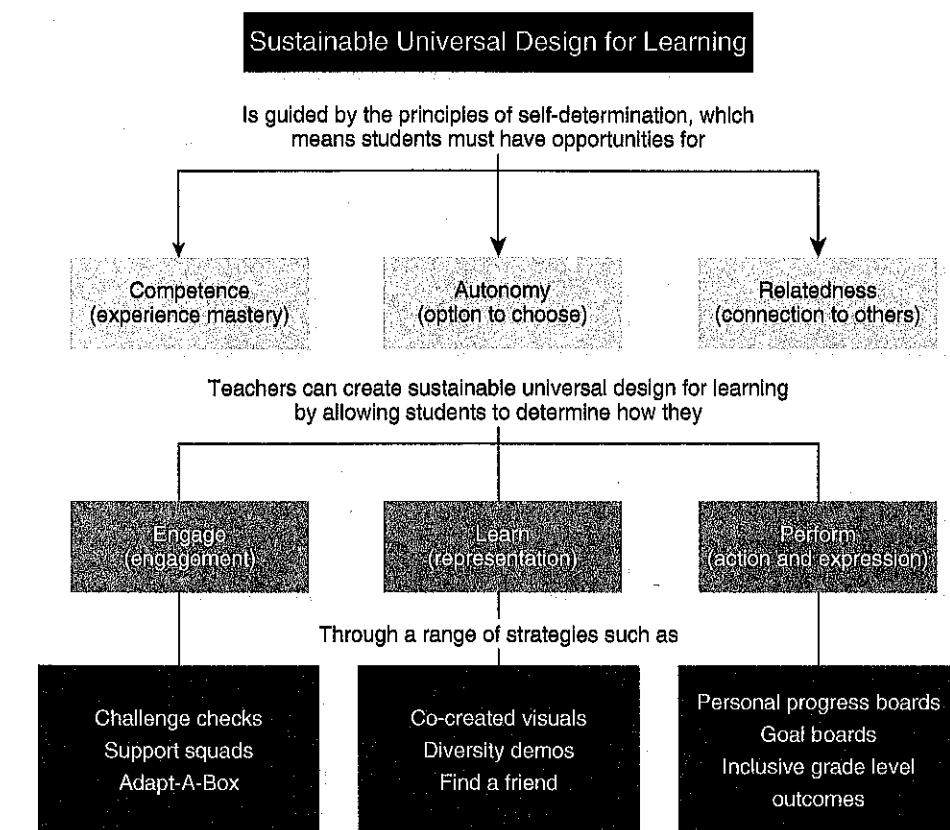 Sustainable Universal Design for Learning
Is guided by the principles of self-determination, which
means students must have opportunities for
Competence
(experience mastery)
Autonomy
(option to choose)
Relatedness
(connection to others)
Teachers can create sustainable universal design for learning
by allowing students to determine how they
Engage
(engagement)
Learn
(representation)
Perform
(action and expression)
Through a range of strategies such as
Challenge checks
Support squads
Adapt-A-Box
Co-created visuals
Diversity demos
Find a friend
Personal progress boards
Goal boards
Inclusive grade level
outcomes